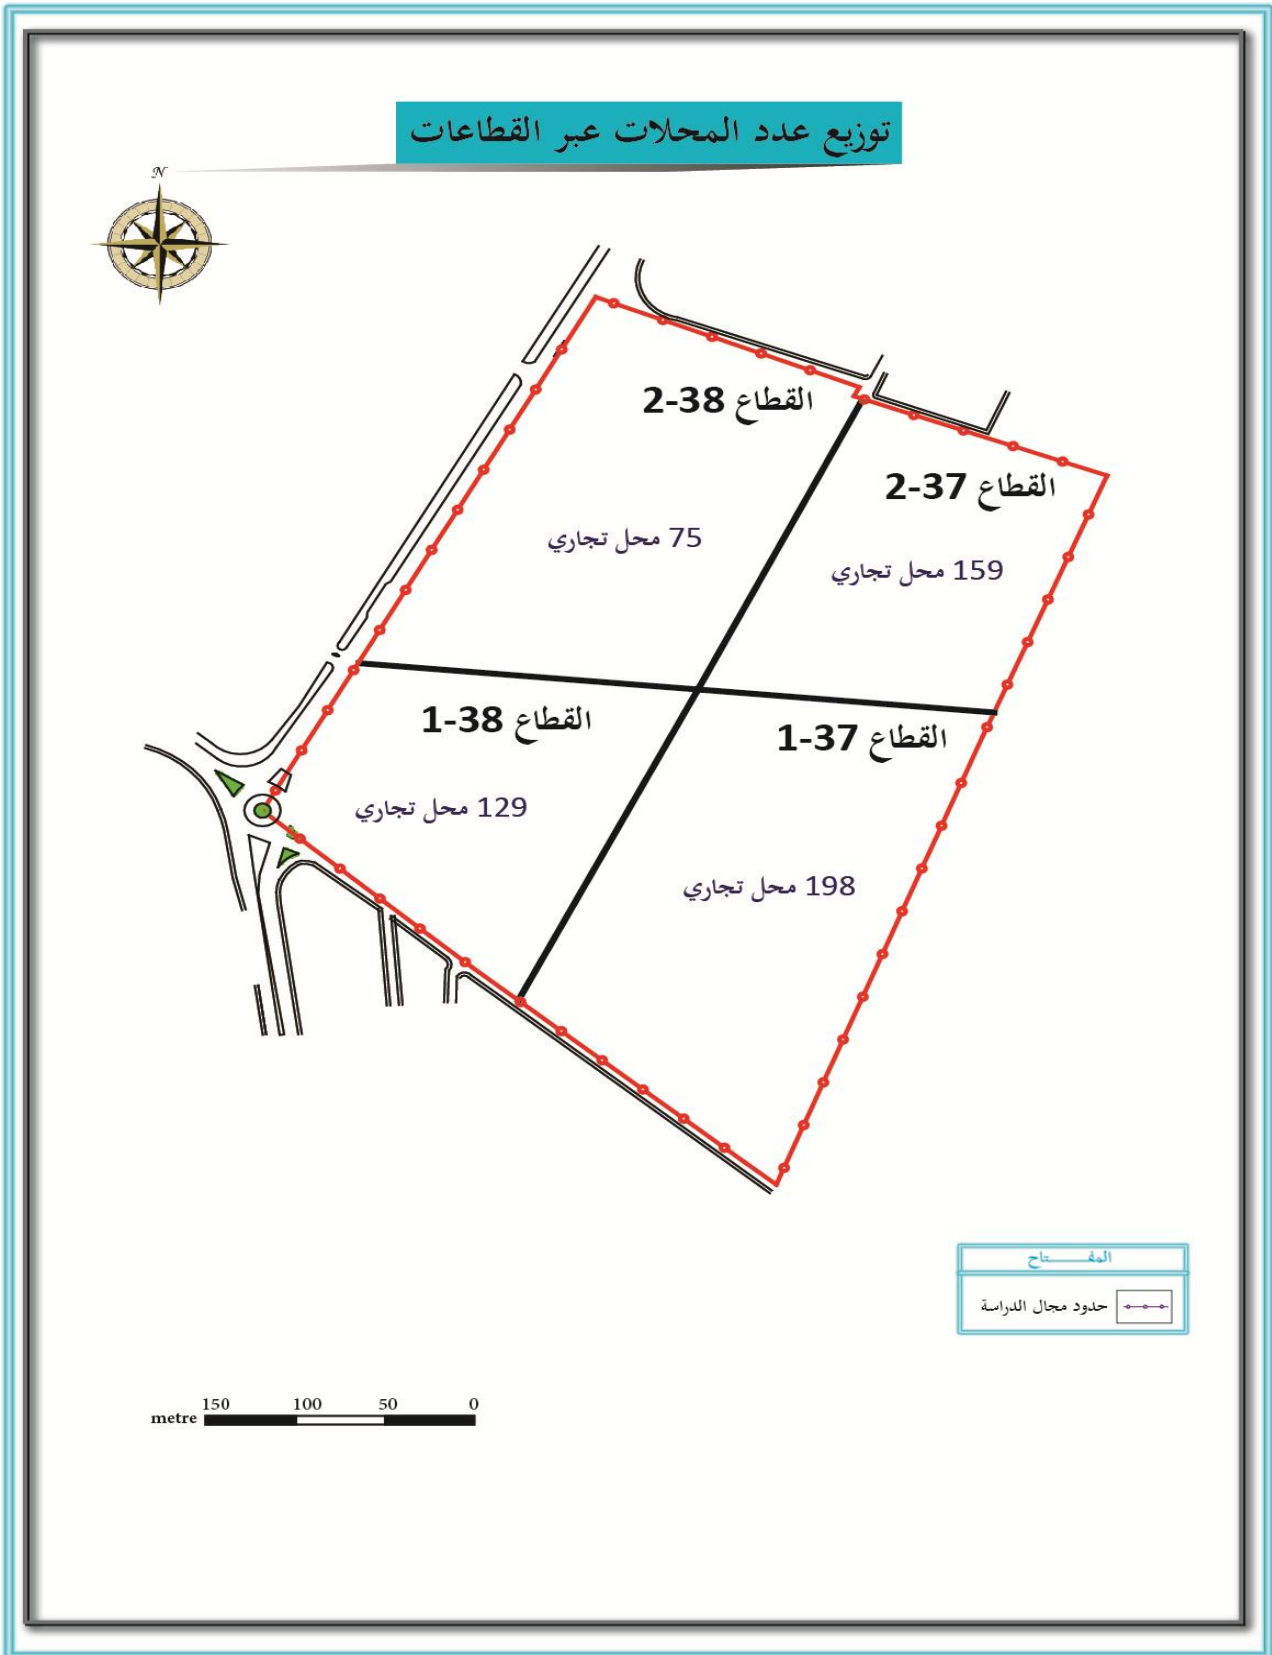 توزيع عدد المحلات عبر القطاعات
N
القطاع 38-2
القطاع 37-2
75 محل تجاري
159 محل تجاري
القطاع 38-1
القطاع 37-1
129 محل تجاري
198 محل تجاري
المفـــــتاح
حدود مجال الدراسة
150 100 50 0
metre